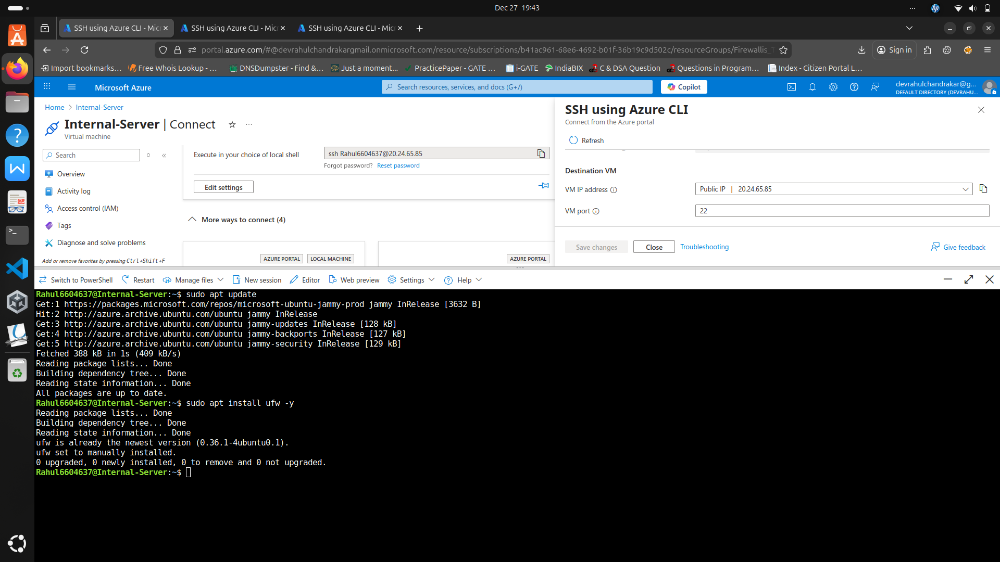 Dec 27 19:43
SSH using Azure CLI - Mic
SSH using Azure CLI - Mic
SSH using Azure CLI - Mic
portal.azure.com/#@devrahulchandrakargmail.onmicrosoft.com/resource/subscriptions/b41ac961-68e6-4692-b01f-36b19c9d502c/resourceGroups/Firewallis_
Sign in
Import bookmarks...
Free Whois Lookup - ...
DNSDumpster - Find &...
Just a moment...
PracticePaper - GATE ...
i-GATE
IndiaBIX
C & DSA Question
Questions in Program...
Index - Citizen Portal L...
Microsoft Azure
Search resources, services, and docs (G+/)
Copilot
devrahulchandrakar@g...
DEFAULT DIRECTORY (DEVRAHU...
Home > Internal-Server
Internal-Server | Connect
Virtual machine
Search
Overview
Activity log
Access control (IAM)
Tags
Diagnose and solve problems
Add or remove favorites by pressing Ctrl+Shift+F
Execute in your choice of local shell
ssh Rahul6604637@20.24.65.85
Forgot password? Reset password
Edit settings
More ways to connect (4)
AZURE PORTAL
LOCAL MACHINE
AZURE PORTAL
SSH using Azure CLI
Connect from the Azure portal
Refresh
Destination VM
VM IP address
Public IP | 20.24.65.85
VM port
22
Save changes
Close
Troubleshooting
Give feedback
Switch to PowerShell
Restart
Manage files
New session
Editor
Web preview
Settings
Help
Rahul6604637@Internal-Server:~$ sudo apt update
Get:1 https://packages.microsoft.com/repos/microsoft-ubuntu-jammy-prod jammy InRelease [3632 B]
Hit:2 http://azure.archive.ubuntu.com/ubuntu jammy InRelease
Get:3 http://azure.archive.ubuntu.com/ubuntu jammy-updates InRelease [128 kB]
Get:4 http://azure.archive.ubuntu.com/ubuntu jammy-backports InRelease [127 kB]
Get:5 http://azure.archive.ubuntu.com/ubuntu jammy-security InRelease [129 kB]
Fetched 388 kB in 1s (409 kB/s)
Reading package lists... Done
Building dependency tree... Done
Reading state information... Done
All packages are up to date.
Rahul6604637@Internal-Server:~$ sudo apt install ufw -y
Reading package lists... Done
Building dependency tree... Done
Reading state information... Done
ufw is already the newest version (0.36.1-4ubuntu0.1).
ufw set to manually installed.
0 upgraded, 0 newly installed, 0 to remove and 0 not upgraded.
Rahul6604637@Internal-Server:~$